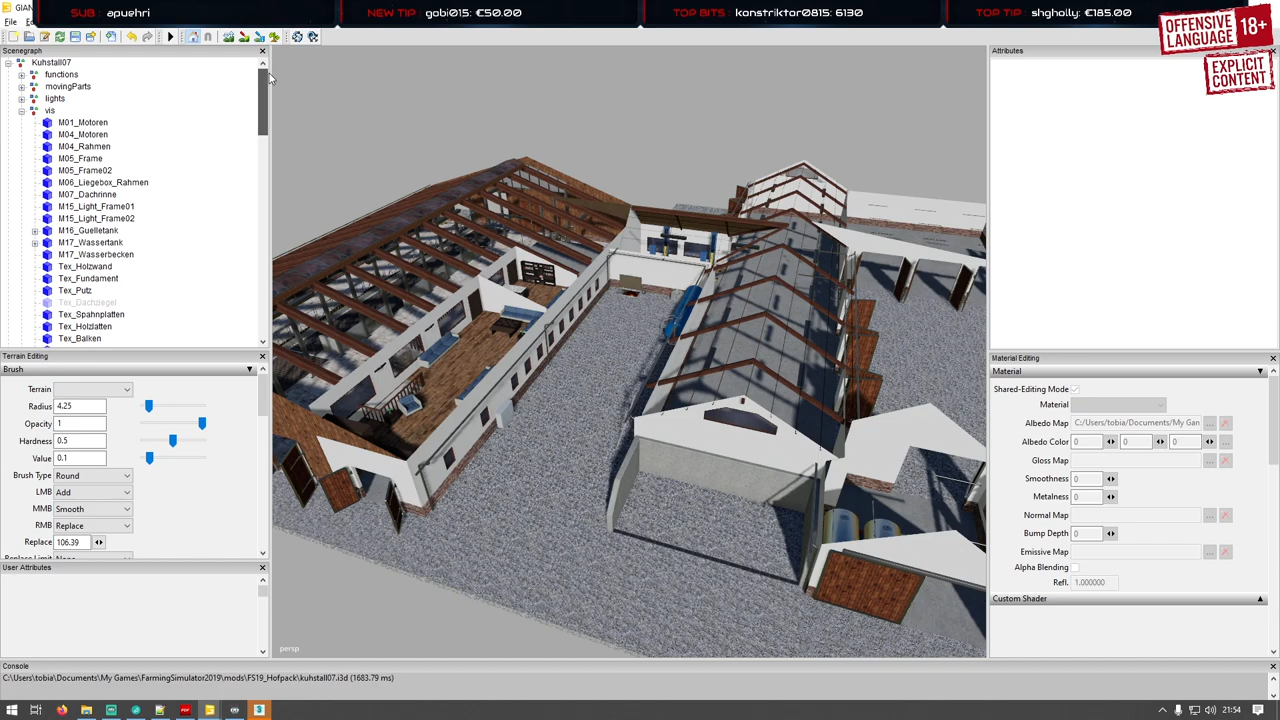 GIAN
SUB : apuehri
NEW TIP : gobi015: €50.00
TOP BITS : konstriktor0815: 6130
TOP TIP : shgholly: €185.00
OFFENSIVE LANGUAGE 18+
EXPLICIT CONTENT
File
Scenegraph
Attributes
Kuhstall07
functions
movingParts
lights
vis
M01_Motoren
M04_Motoren
M04_Rahmen
M05_Frame
M05_Frame02
M06_Liegebox_Rahmen
M07_Dachrinne
M15_Light_Frame01
M15_Light_Frame02
M16_Guelletank
M17_Wassertank
M17_Wasserbecken
Tex_Holzwand
Tex_Fundament
Tex_Putz
Tex_Dachziegel
Tex_Spahnplatten
Tex_Holzlatten
Tex_Balken
Terrain Editing
Brush
Terrain
Radius 4.25
Opacity 1
Hardness 0.5
Value 0.1
Brush Type Round
LMB Add
MMB Smooth
RMB Replace
Replace 106.39
User Attributes
persp
Material Editing
Material
Shared-Editing Mode
Material
Albedo Map C:/Users/tobia/Documents/My Gan ...
Albedo Color 0 0 0 ...
Gloss Map ...
Smoothness 0
Metalness 0
Normal Map ...
Bump Depth 0
Emissive Map ...
Alpha Blending
Refl. 1.000000
Custom Shader
Console
C:\Users\tobia\Documents\My Games\FarmingSimulator2019\mods\FS19_Hofpack/kuhstall07.i3d (1683.79 ms)
21:54